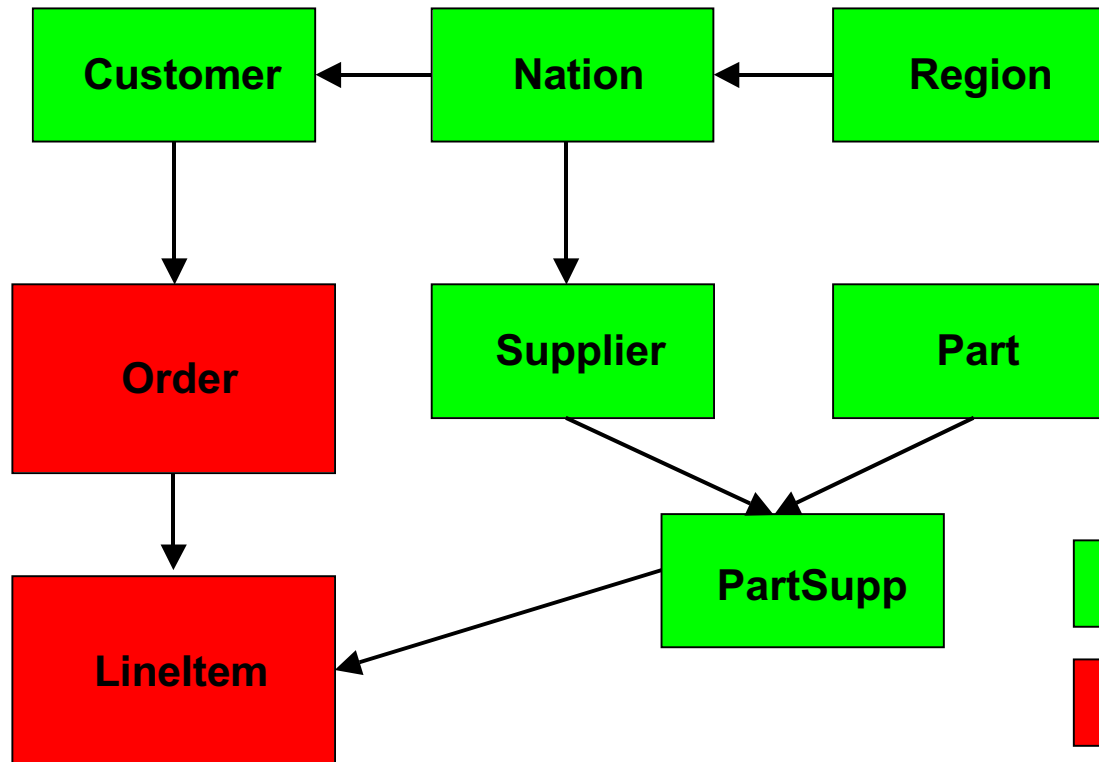 Customer
Nation
Region
Order
Supplier
Part
LineItem
PartSupp